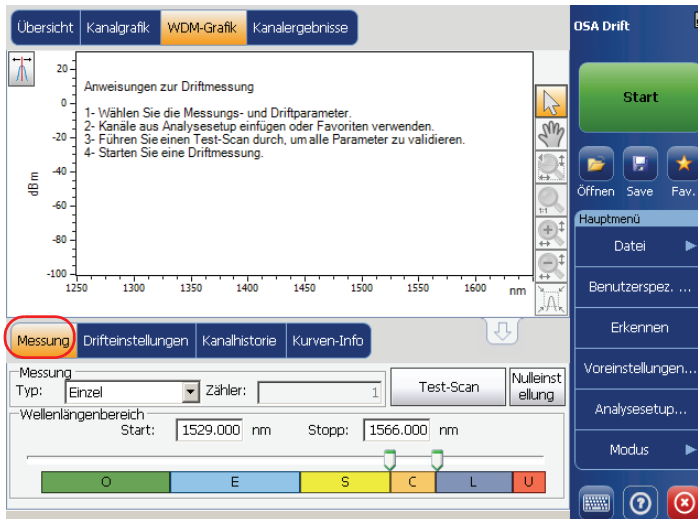 Übersicht Kanalgrafik WDM-Grafik Kanalergebnisse
OSA Drift
20
0
-20
-40
-60
-80
-100
dBm
Anweisungen zur Driftmessung
1- Wählen Sie die Messungs- und Driftparameter.
2- Kanäle aus Analysesetup einfügen oder Favoriten verwenden.
3- Führen Sie einen Test-Scan durch, um alle Parameter zu validieren.
4- Starten Sie eine Driftmessung.
1250 1300 1350 1400 1450 1500 1550 1600 nm
1:1
Start
Öffnen Save Fav.
Hauptmenü
Datei
Benutzerspez. ...
Erkennen
Voreinstellungen...
Analysesetup...
Modus
Messung Drifteinstellungen Kanalhistorie Kurven-Info
Messung
Typ: Einzel Zähler: 1 Test-Scan
Nulleinst
ellung
Wellenlängenbereich
Start: 1529.000 nm Stopp: 1566.000 nm
O E S C L U